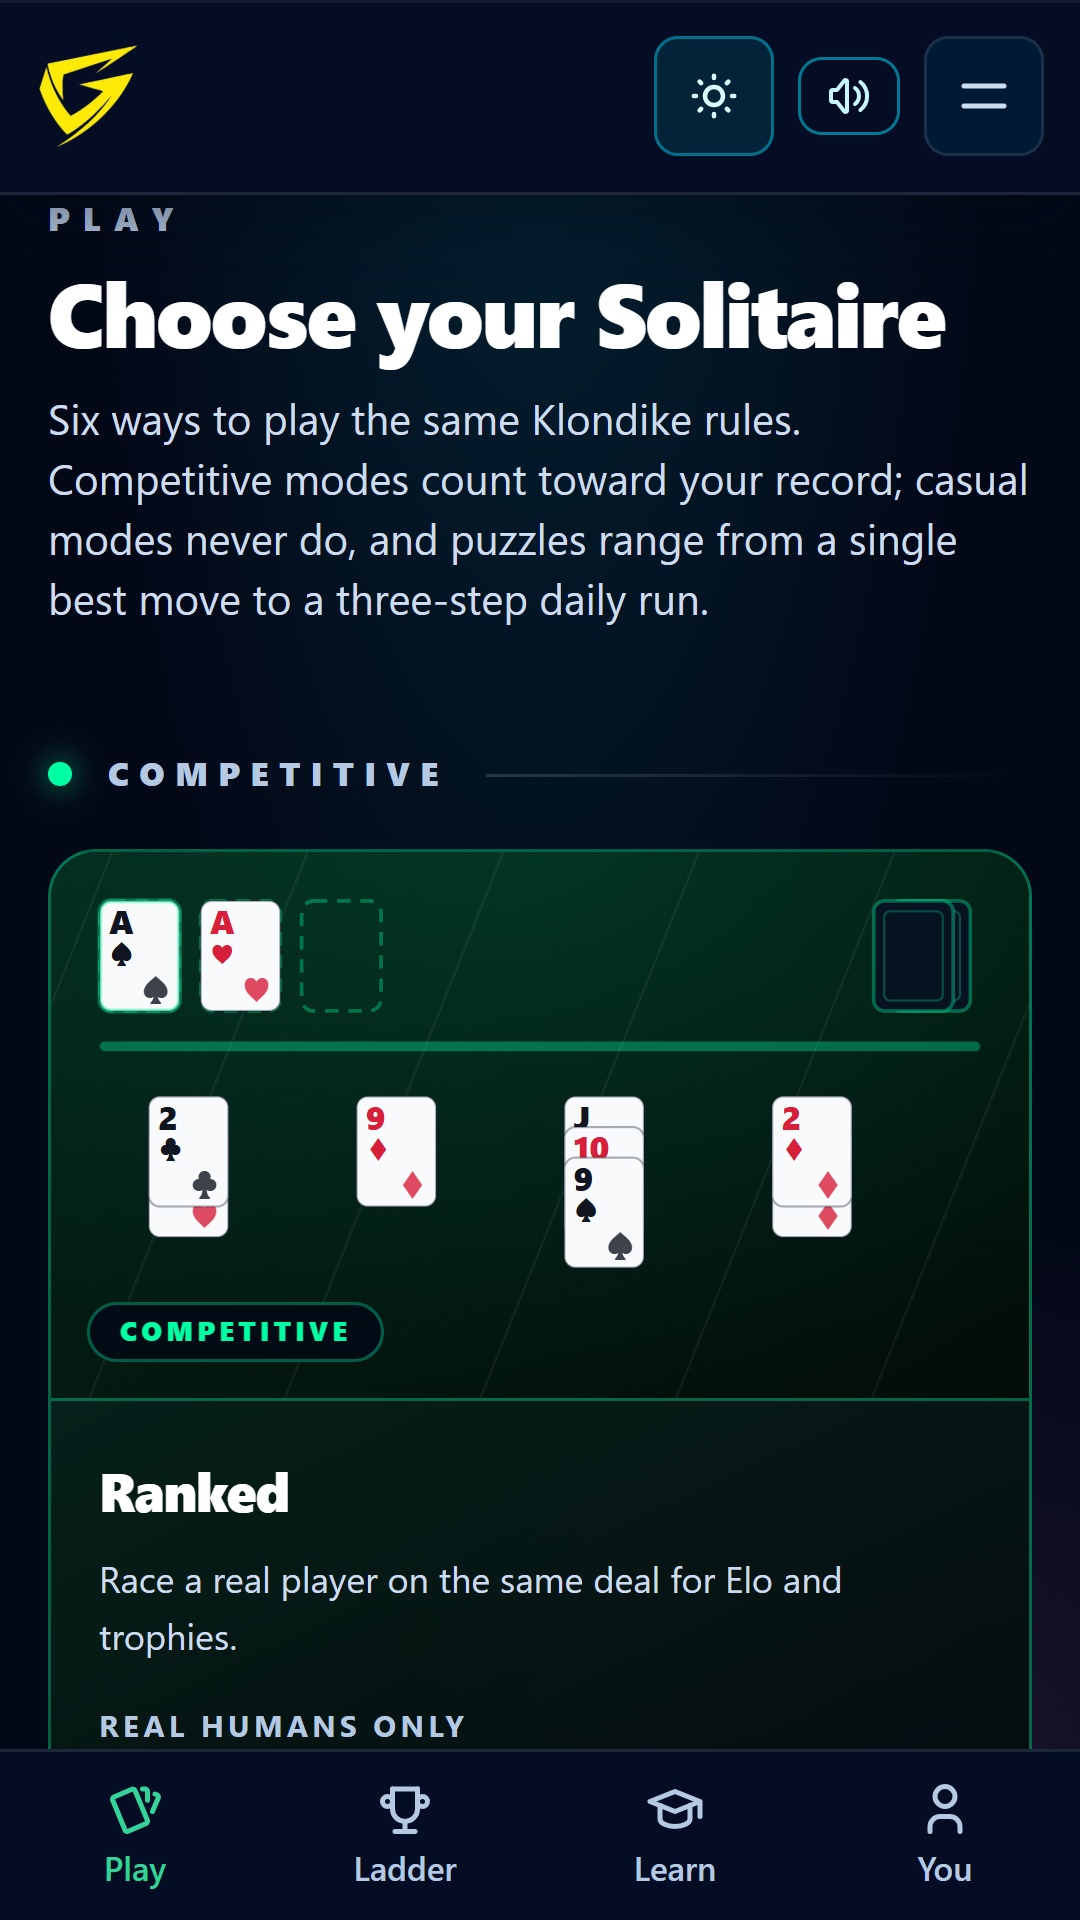 PLAY
Choose your Solitaire
Six ways to play the same Klondike rules.
Competitive modes count toward your record; casual
modes never do, and puzzles range from a single
best move to a three-step daily run.
COMPETITIVE
A A
2 9 J 2
10
9
COMPETITIVE
Ranked
Race a real player on the same deal for Elo and
trophies.
REAL HUMANS ONLY
Play Ladder Learn You